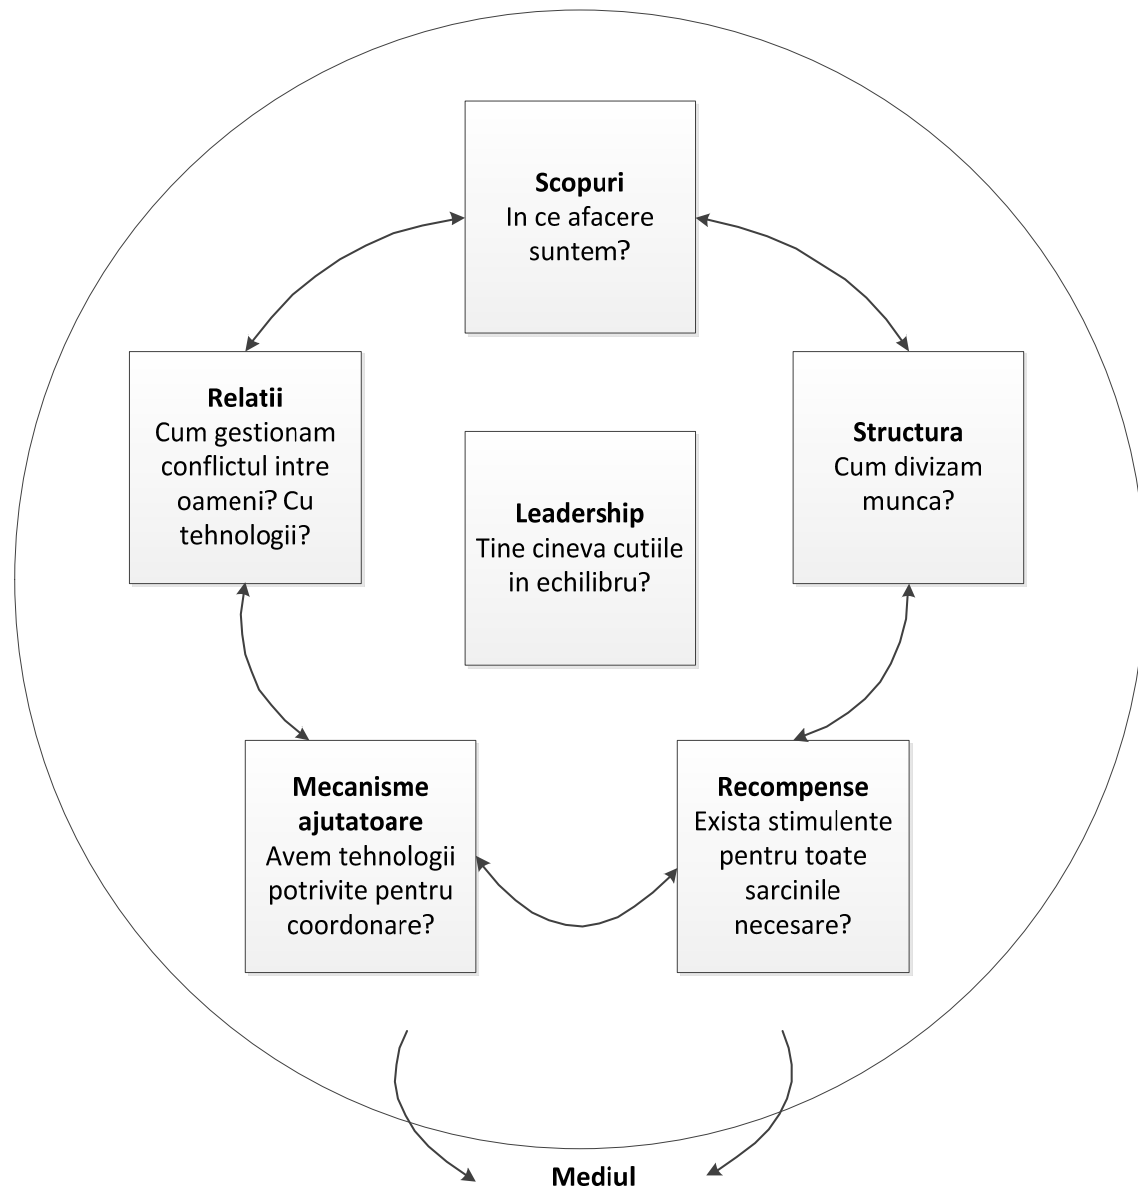 Scopuri
In ce afacere
suntem?
Relatii
Cum gestionam
conflictul intre
oameni? Cu
tehnologii?
Structura
Cum divizam
munca?
Leadership
Tine cineva cutiile
in echilibru?
Mecanisme
ajutatoare
Avem tehnologii
potrivite pentru
coordonare?
Recompense
Exista stimulente
pentru toate
sarcinile
necesare?
Mediul